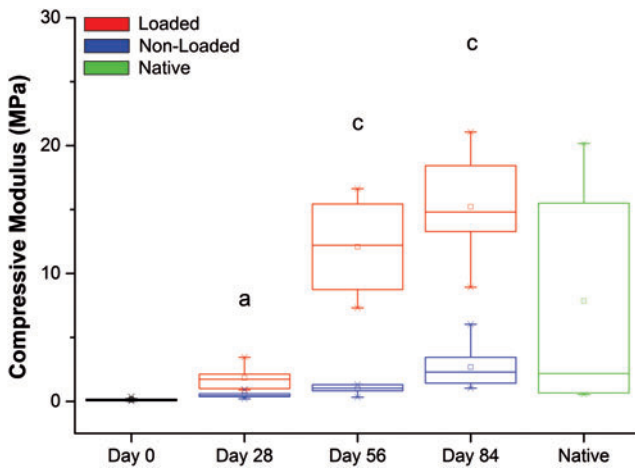 30
20
10
0
Compressive Modulus (MPa)
Loaded
Non-Loaded
Native
a
c
c
Day 0
Day 28
Day 56
Day 84
Native